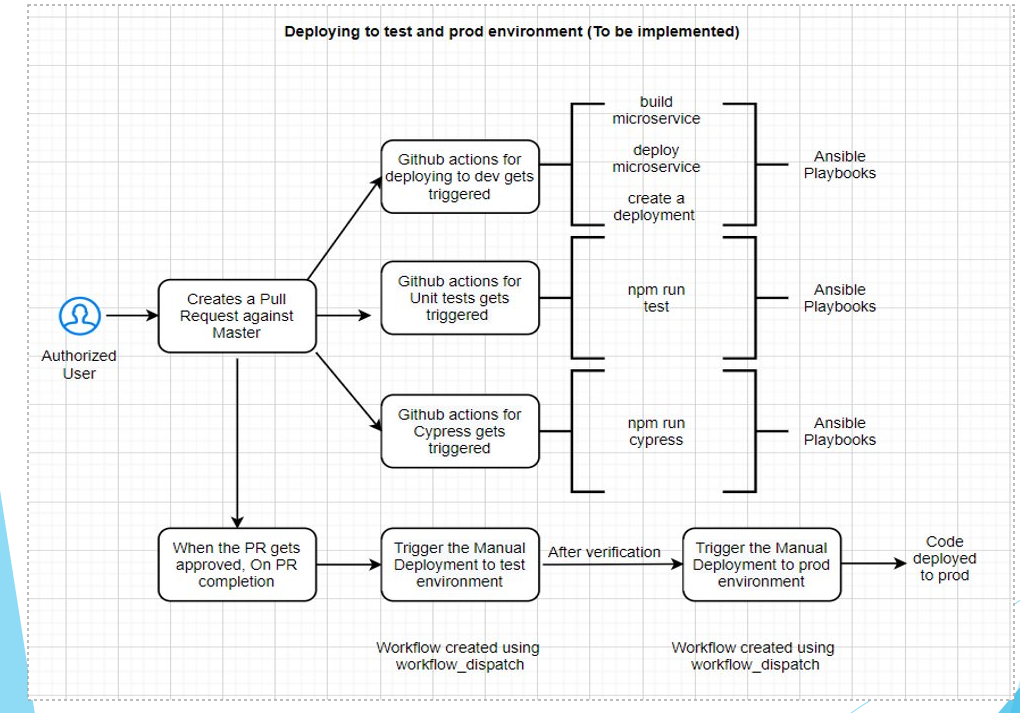 Deploying to test and prod environment (To be implemented)
build
microservice
deploy
microservice
create a
deployment
Github actions for
deploying to dev gets
triggered
Ansible
Playbooks
Github actions for
Unit tests gets
triggered
npm run
test
Ansible
Playbooks
Creates a Pull
Request against
Master
Authorized
User
Github actions for
Cypress gets
triggered
npm run
cypress
Ansible
Playbooks
When the PR gets
approved, On PR
completion
Trigger the Manual
Deployment to test
environment
After verification
Trigger the Manual
Deployment to prod
environment
Code
deployed
to prod
Workflow created using
workflow_dispatch
Workflow created using
workflow_dispatch